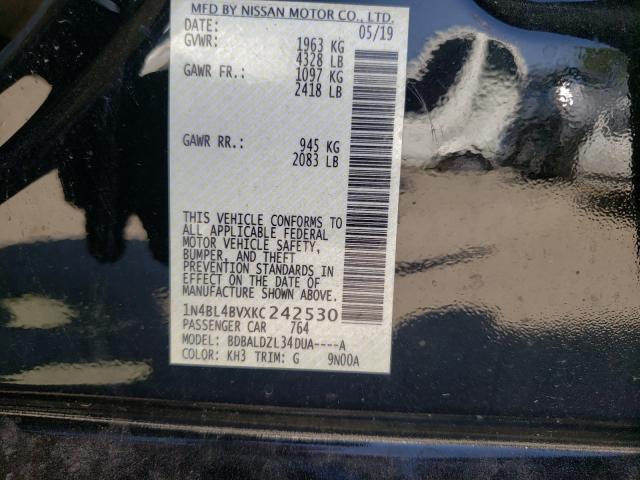 MFD BY NISSAN MOTOR CO., LTD.
DATE: 05/19
GVWR: 1963 KG
4328 LB
GAWR FR.: 1097 KG
2418 LB
GAWR RR.: 945 KG
2083 LB
THIS VEHICLE CONFORMS TO
ALL APPLICABLE FEDERAL
MOTOR VEHICLE SAFETY,
BUMPER, AND THEFT
PREVENTION STANDARDS IN
EFFECT ON THE DATE OF
MANUFACTURE SHOWN ABOVE.
1N4BL4BVXKC242530
PASSENGER CAR 764
MODEL: BDBALDZL34DUA----A
COLOR: KH3 TRIM: G 9N00A